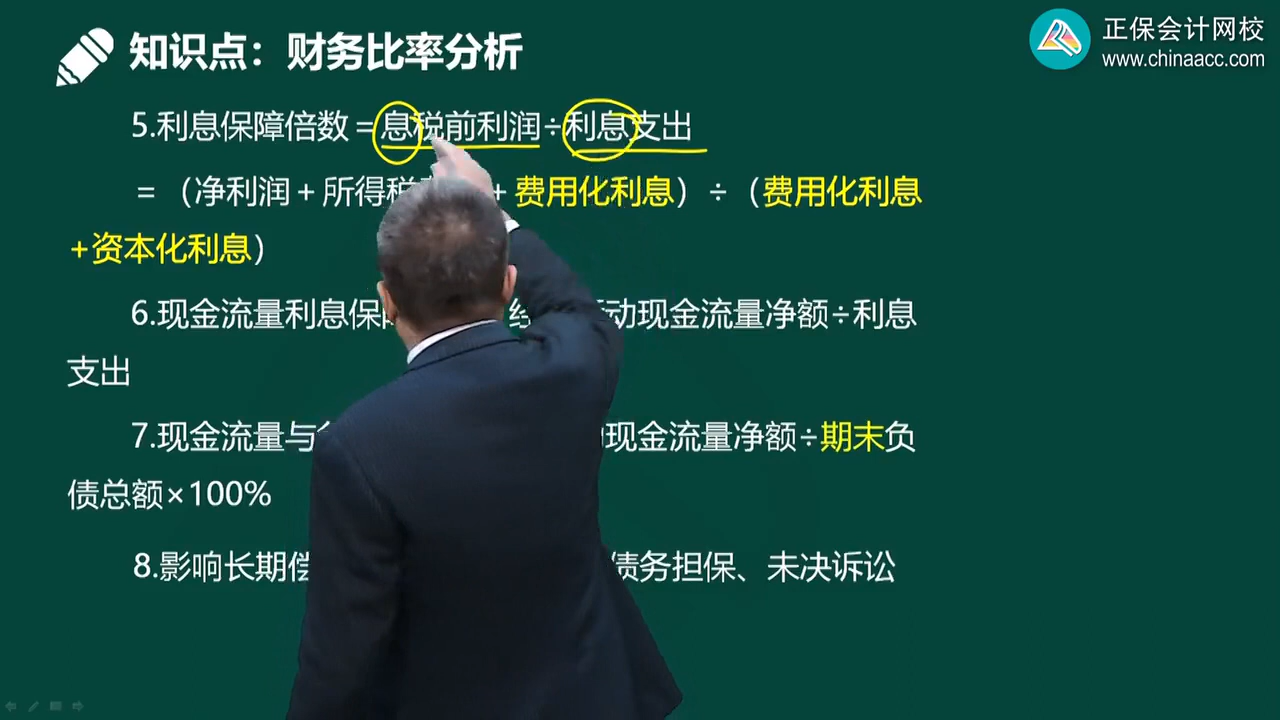 知识点：财务比率分析
正保会计网校
www.chinaacc.com
5.利息保障倍数＝息税前利润÷利息支出
＝（净利润＋所得税 ＋费用化利息）÷（费用化利息
＋资本化利息）
6.现金流量利息保 动现金流量净额÷利息
支出
7.现金流量与 现金流量净额÷期末负
债总额×100%
8.影响长期偿 债务担保、未决诉讼